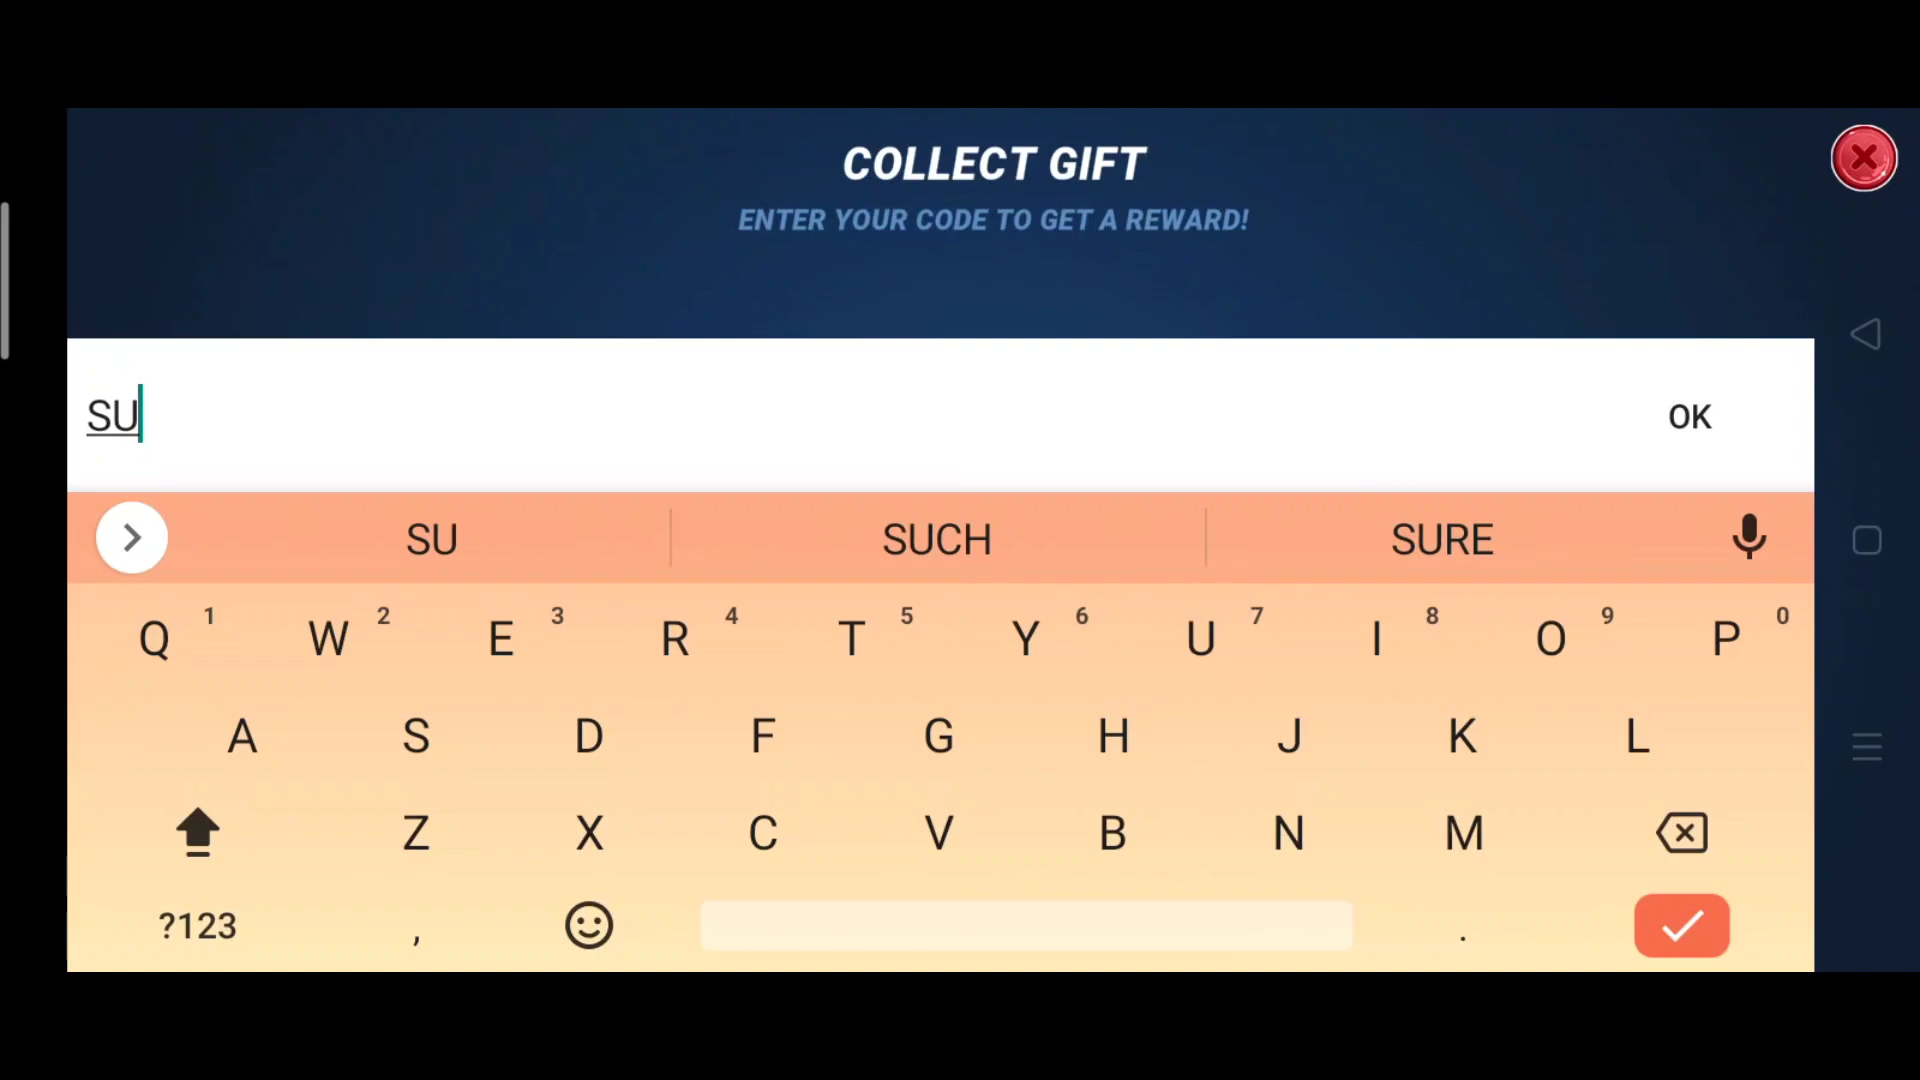 COLLECT GIFT
ENTER YOUR CODE TO GET A REWARD!
SU
OK
SU SUCH SURE
Q 1 W 2 E 3 R 4 T 5 Y 6 U 7 I 8 O 9 P 0
A S D F G H J K L
Z X C V B N M
?123 , .